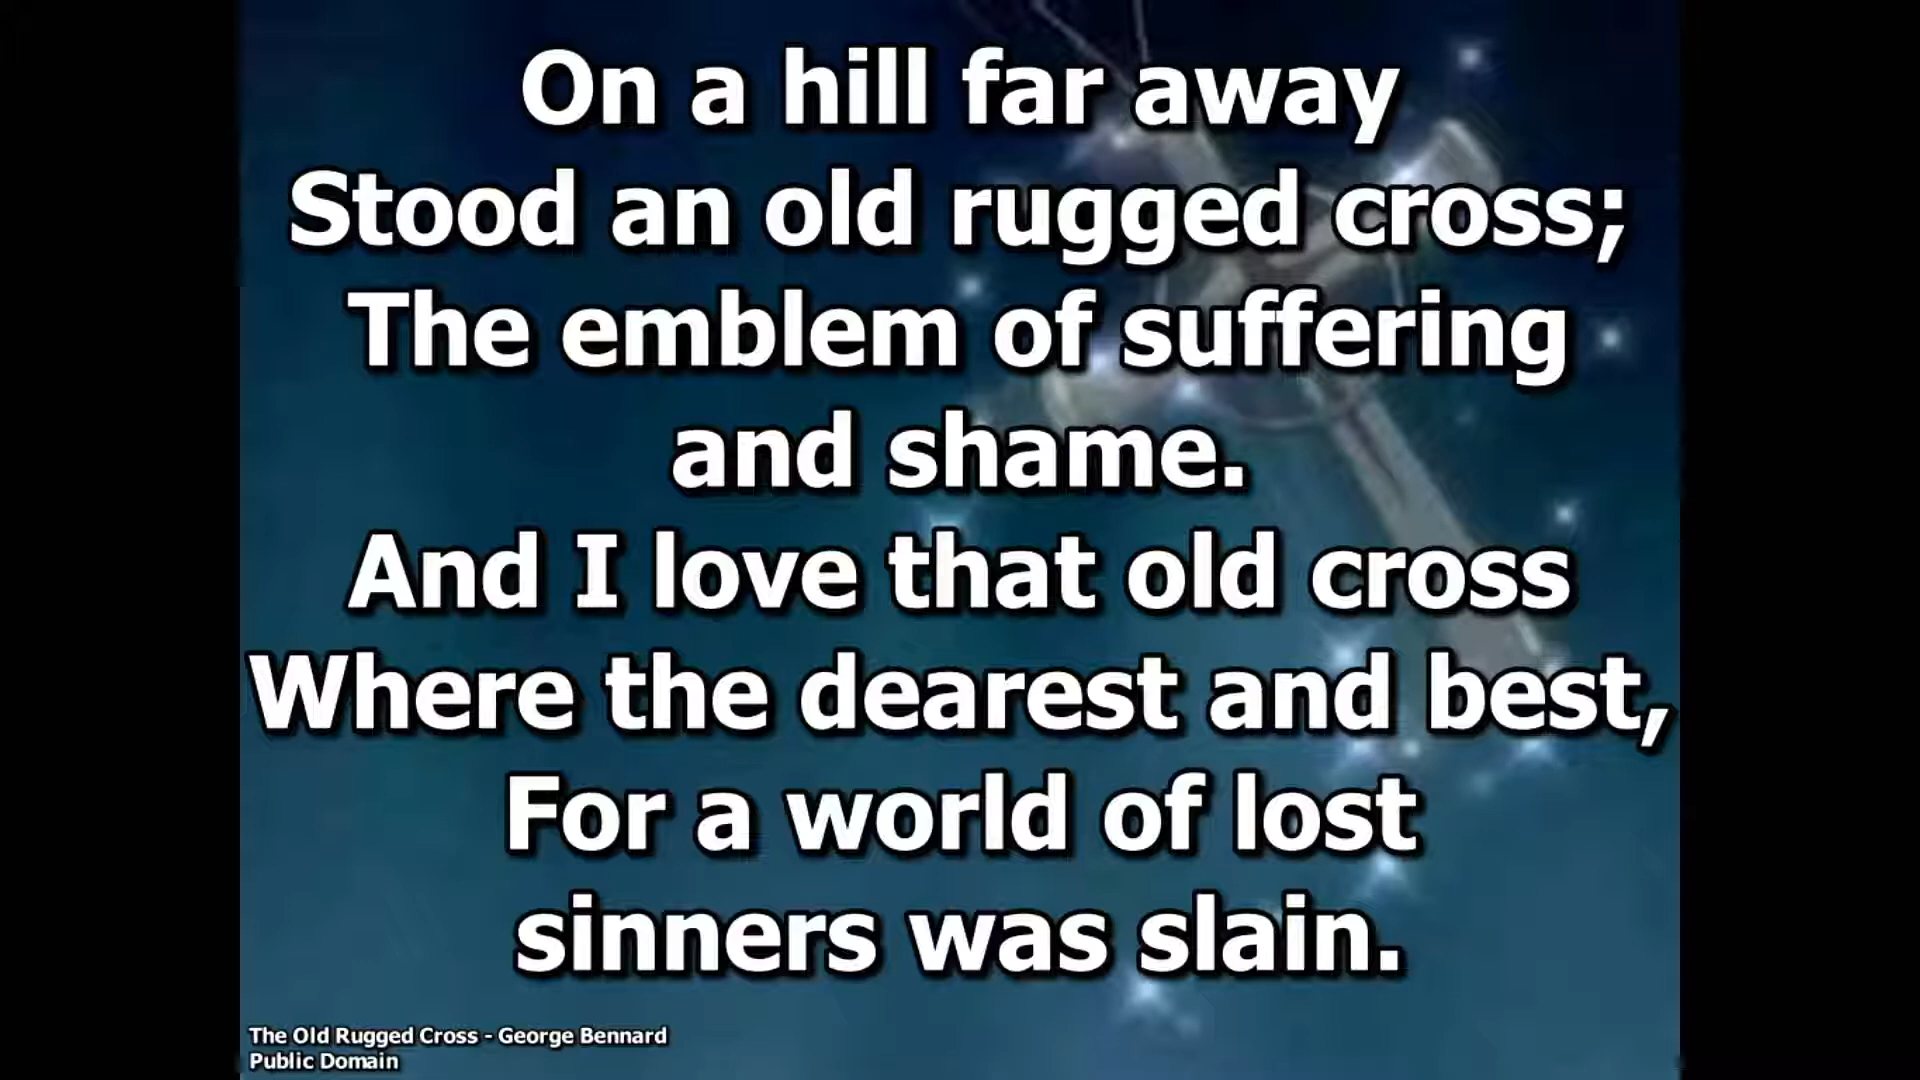 On a hill far away
Stood an old rugged cross;
The emblem of suffering
and shame.
And I love that old cross
Where the dearest and best,
For a world of lost
sinners was slain.
The Old Rugged Cross - George Bennard
Public Domain